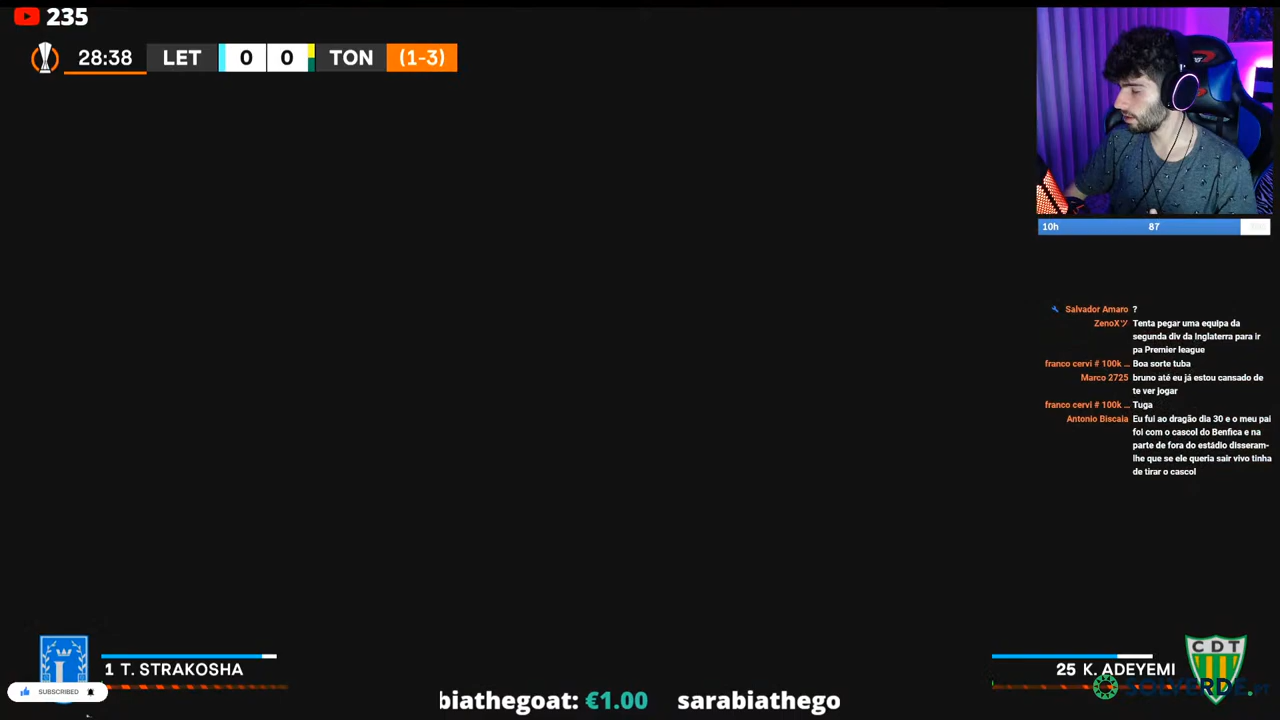 235
28:38 LET 0 0 TON (1-3)
10h 87
Salvador Amaro ?
ZenoXツ Tenta pegar uma equipa da
segunda div da Inglaterra para ir
pa Premier league
franco cervi # 100k ... Boa sorte tuba
Marco 2725 bruno até eu já estou cansado de
te ver jogar
franco cervi # 100k ... Tuga
Antonio Biscaia Eu fui ao dragão dia 30 e o meu pai
foi com o cascol do Benfica e na
parte de fora do estádio disseram-
lhe que se ele queria sair vivo tinha
de tirar o cascol
1 T. STRAKOSHA
25 K. ADEYEMI
CDT
L
SUBSCRIBED
SOLVERDE.PT
biathegoat: €1.00 sarabiathego